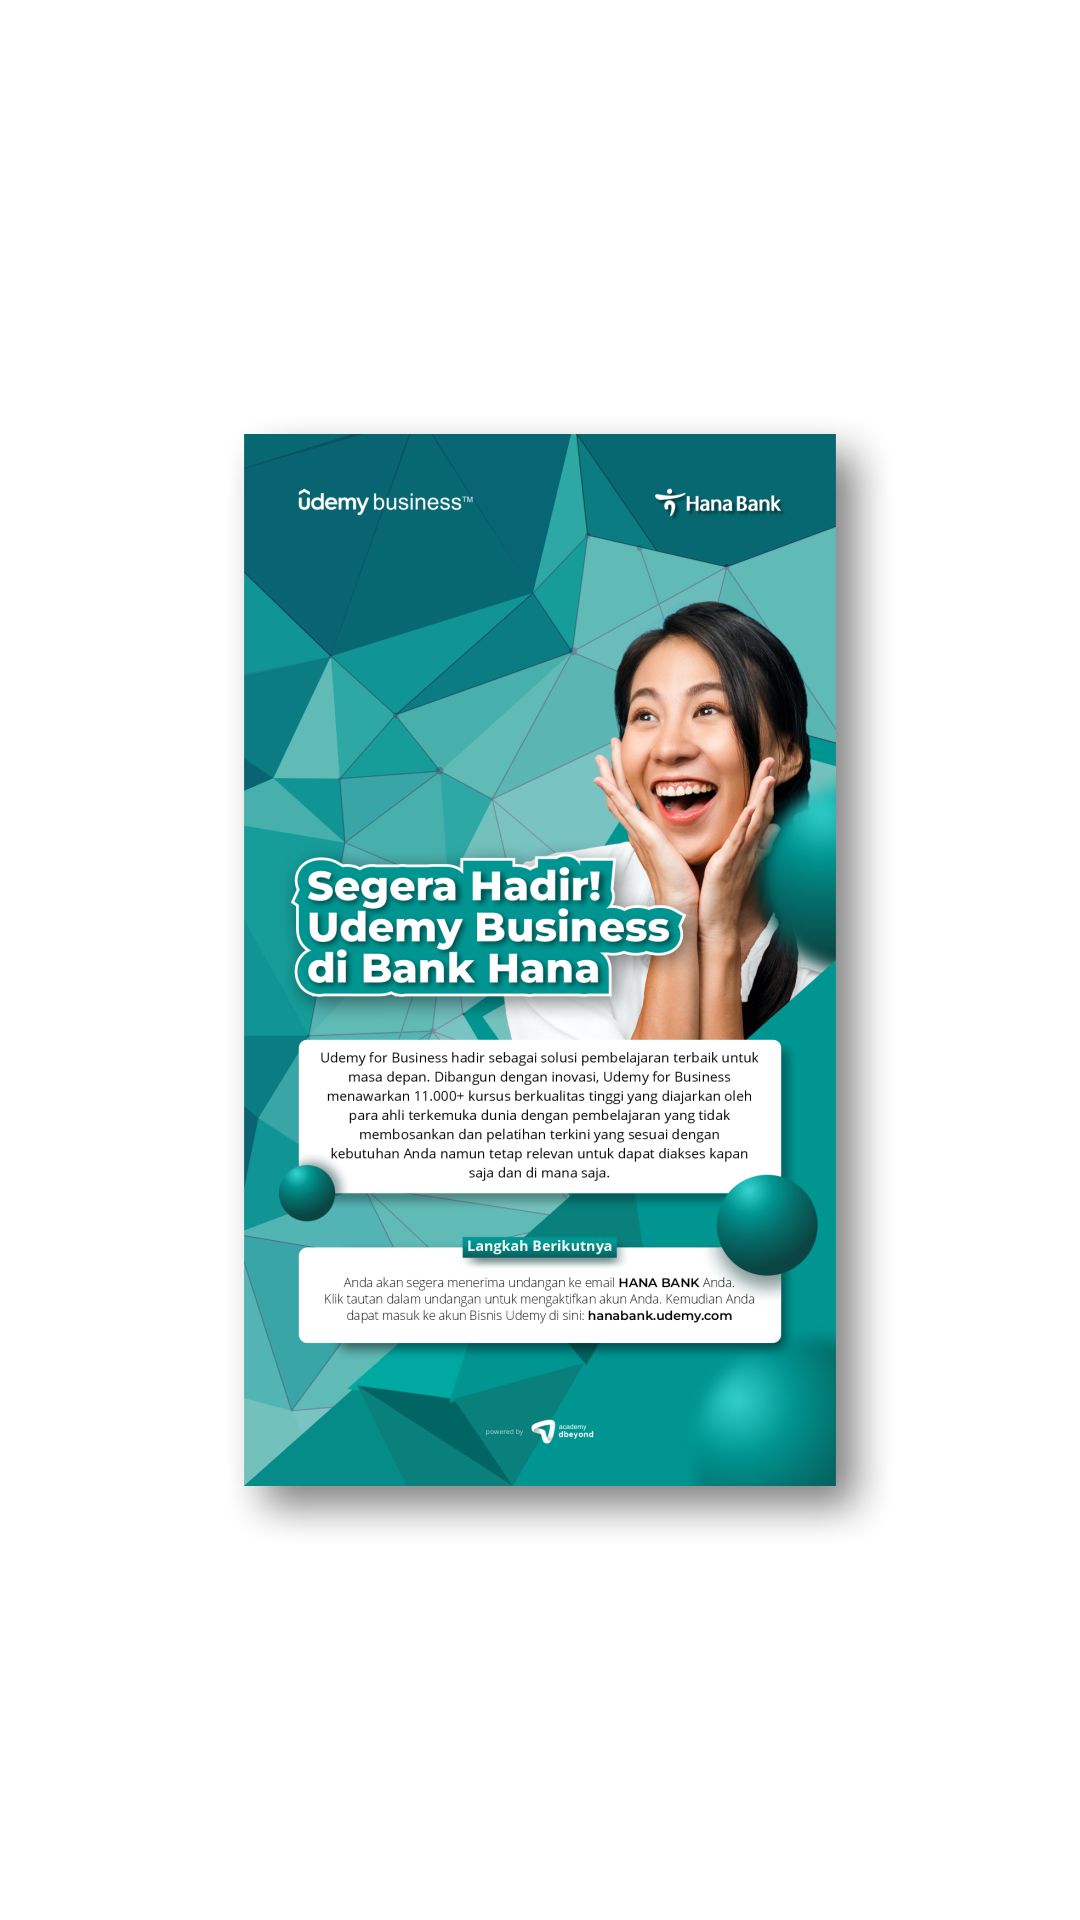 udemy business™
Hana Bank
Segera Hadir!
Udemy Business
di Bank Hana
Udemy for Business hadir sebagai solusi pembelajaran terbaik untuk
masa depan. Dibangun dengan inovasi, Udemy for Business
menawarkan 11.000+ kursus berkualitas tinggi yang diajarkan oleh
para ahli terkemuka dunia dengan pembelajaran yang tidak
membosankan dan pelatihan terkini yang sesuai dengan
kebutuhan Anda namun tetap relevan untuk dapat diakses kapan
saja dan di mana saja.
Langkah Berikutnya
Anda akan segera menerima undangan ke email HANA BANK Anda.
Klik tautan dalam undangan untuk mengaktifkan akun Anda. Kemudian Anda
dapat masuk ke akun Bisnis Udemy di sini: hanabank.udemy.com
powered by
academy
dbeyond